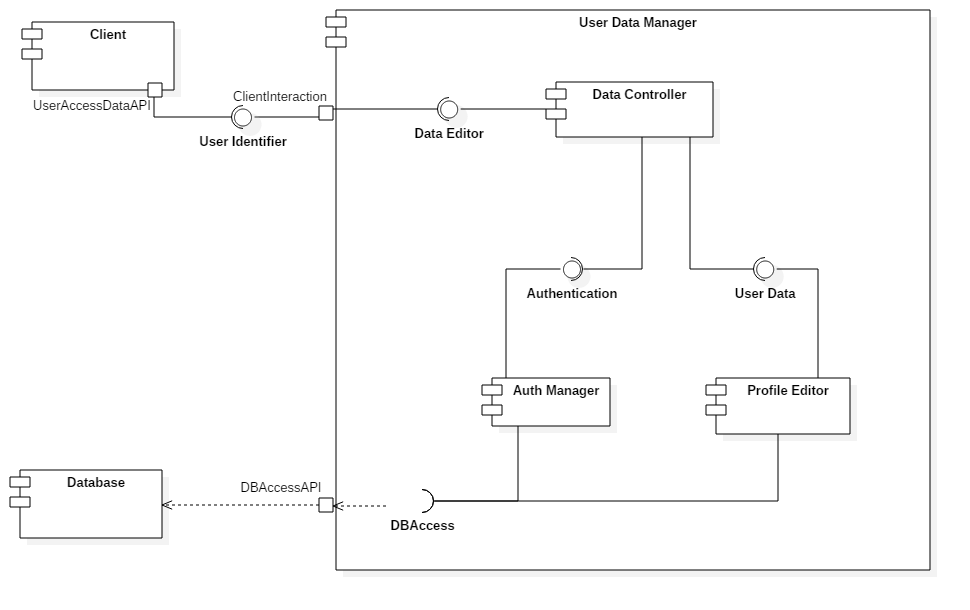 User Data Manager
Client
Data Controller
ClientInteraction
UserAccessDataAPI
User Identifier
Data Editor
Authentication
User Data
Auth Manager
Profile Editor
Database
DBAccessAPI
DBAccess